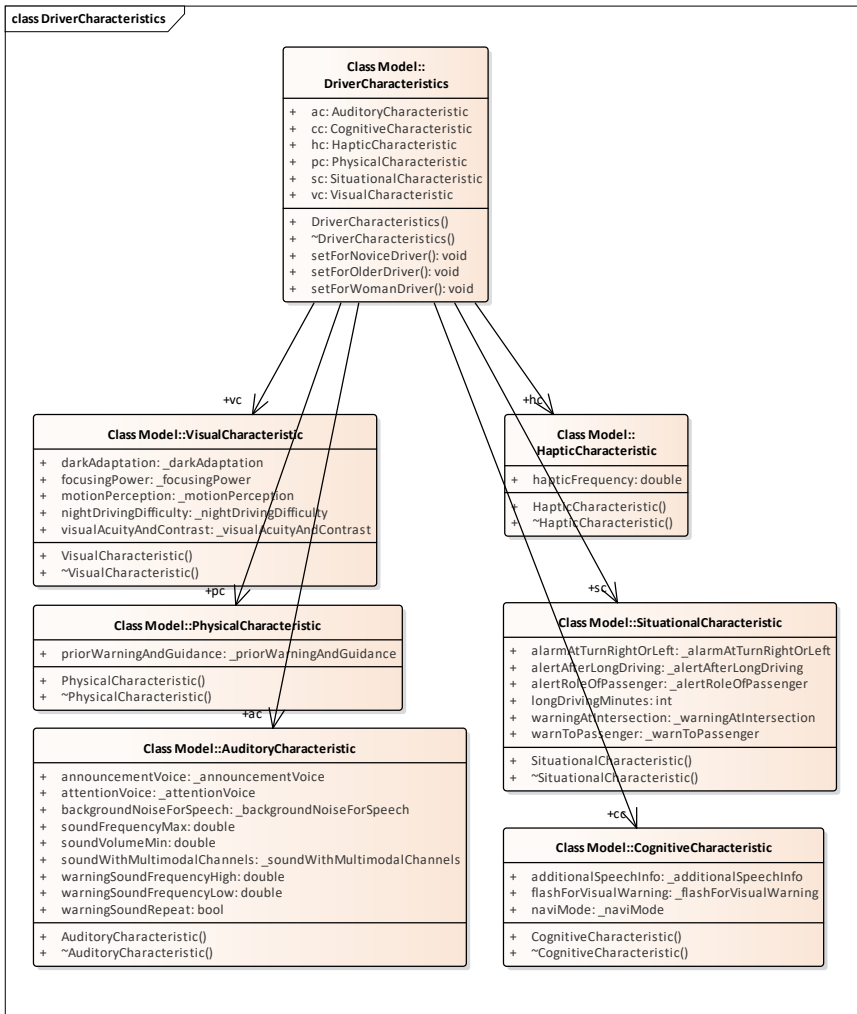 class DriverCharacteristics
Class Model::
DriverCharacteristics
+ ac: AuditoryCharacteristic
+ cc: CognitiveCharacteristic
+ hc: HapticCharacteristic
+ pc: PhysicalCharacteristic
+ sc: SituationalCharacteristic
+ vc: VisualCharacteristic
+ DriverCharacteristics()
+ ~DriverCharacteristics()
+ setForNoviceDriver(): void
+ setForOlderDriver(): void
+ setForWomanDriver(): void
+vc
+hc
Class Model::VisualCharacteristic
+ darkAdaptation: _darkAdaptation
+ focusingPower: _focusingPower
+ motionPerception: _motionPerception
+ nightDrivingDifficulty: _nightDrivingDifficulty
+ visualAcuityAndContrast: _visualAcuityAndContrast
+ VisualCharacteristic()
+ ~VisualCharacteristic()
Class Model::
HapticCharacteristic
+ hapticFrequency: double
+ HapticCharacteristic()
+ ~HapticCharacteristic()
+pc
+sc
Class Model::PhysicalCharacteristic
+ priorWarningAndGuidance: _priorWarningAndGuidance
+ PhysicalCharacteristic()
+ ~PhysicalCharacteristic()
Class Model::SituationalCharacteristic
+ alarmAtTurnRightOrLeft: _alarmAtTurnRightOrLeft
+ alertAfterLongDriving: _alertAfterLongDriving
+ alertRoleOfPassenger: _alertRoleOfPassenger
+ longDrivingMinutes: int
+ warningAtIntersection: _warningAtIntersection
+ warnToPassenger: _warnToPassenger
+ SituationalCharacteristic()
+ ~SituationalCharacteristic()
+ac
Class Model::AuditoryCharacteristic
+ announcementVoice: _announcementVoice
+ attentionVoice: _attentionVoice
+ backgroundNoiseForSpeech: _backgroundNoiseForSpeech
+ soundFrequencyMax: double
+ soundVolumeMin: double
+ soundWithMultimodalChannels: _soundWithMultimodalChannels
+ warningSoundFrequencyHigh: double
+ warningSoundFrequencyLow: double
+ warningSoundRepeat: bool
+ AuditoryCharacteristic()
+ ~AuditoryCharacteristic()
+cc
Class Model::CognitiveCharacteristic
+ additionalSpeechInfo: _additionalSpeechInfo
+ flashForVisualWarning: _flashForVisualWarning
+ naviMode: _naviMode
+ CognitiveCharacteristic()
+ ~CognitiveCharacteristic()